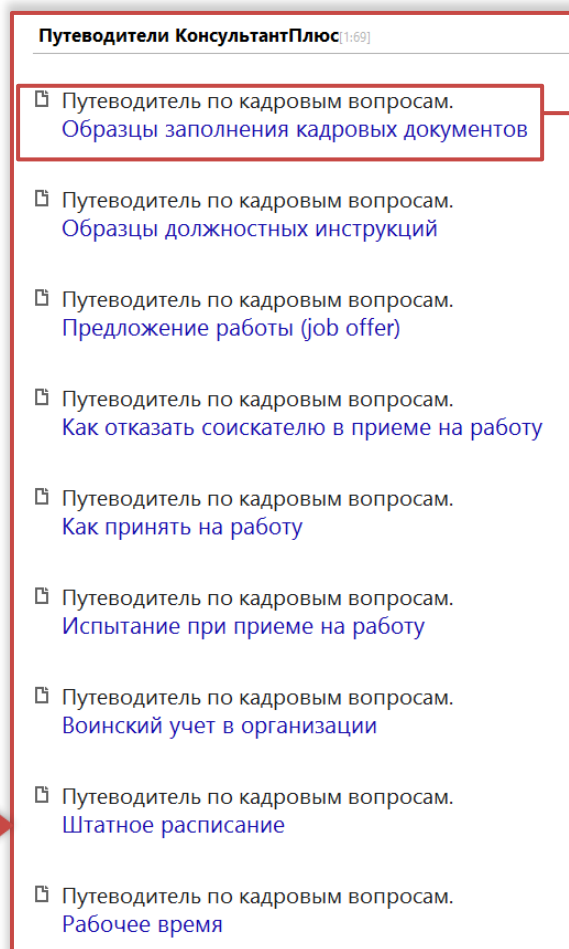 Путеводители КонсультантПлюс[1:69]
Путеводитель по кадровым вопросам.
Образцы заполнения кадровых документов
Путеводитель по кадровым вопросам.
Образцы должностных инструкций
Путеводитель по кадровым вопросам.
Предложение работы (job offer)
Путеводитель по кадровым вопросам.
Как отказать соискателю в приеме на работу
Путеводитель по кадровым вопросам.
Как принять на работу
Путеводитель по кадровым вопросам.
Испытание при приеме на работу
Путеводитель по кадровым вопросам.
Воинский учет в организации
Путеводитель по кадровым вопросам.
Штатное расписание
Путеводитель по кадровым вопросам.
Рабочее время